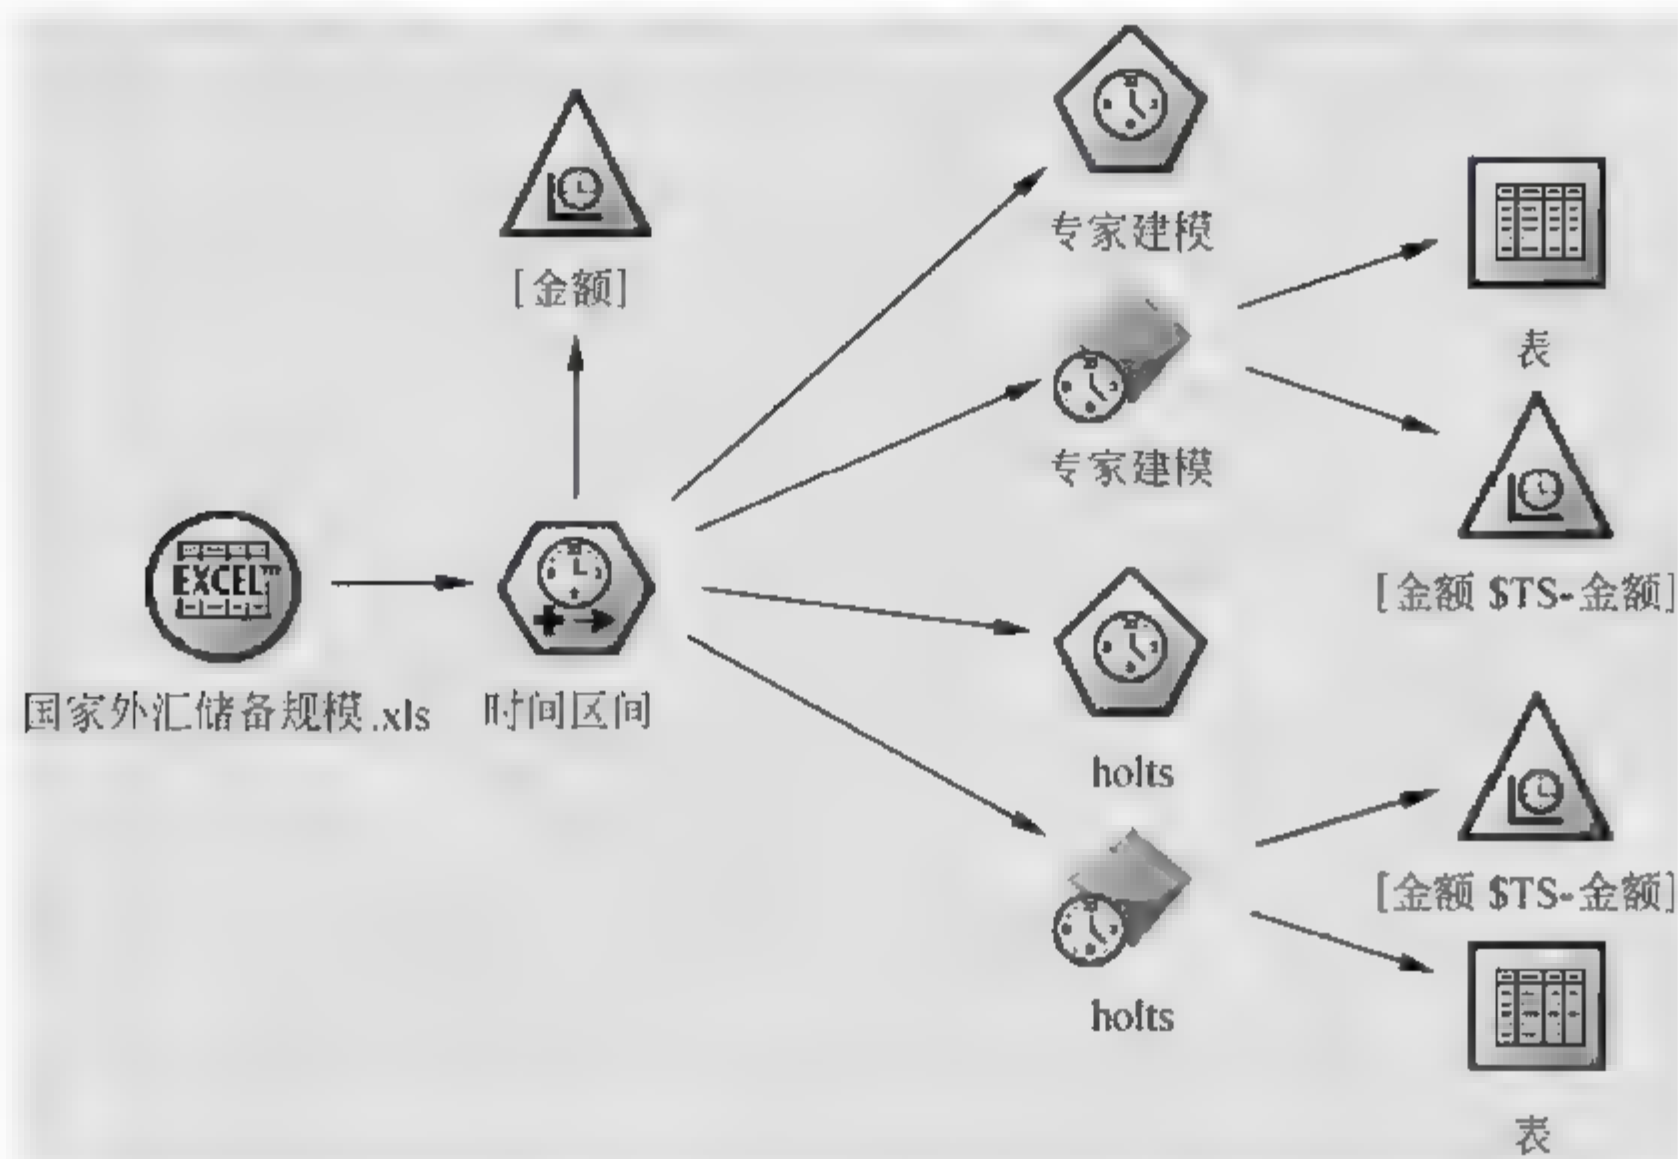 专家建模
[金额]
表
专家建模
EXCEL
[金额 $TS-金额]
国家外汇储备规模.xls
时间区间
holts
[金额 $TS-金额]
holts
表